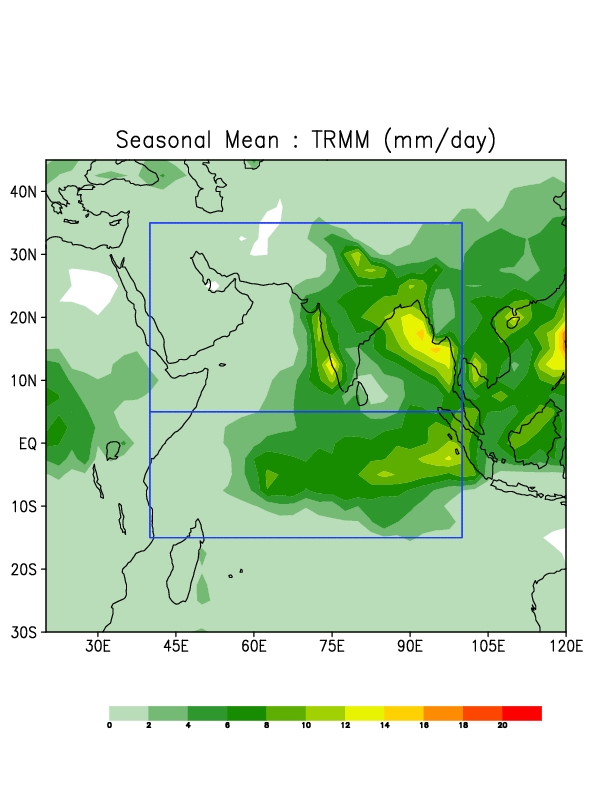 Seasonal Mean : TRMM (mm/day)
40N
30N
20N
10N
EQ
10S
20S
30S
30E 45E 60E 75E 90E 105E 120E
0 2 4 6 8 10 12 14 16 18 20